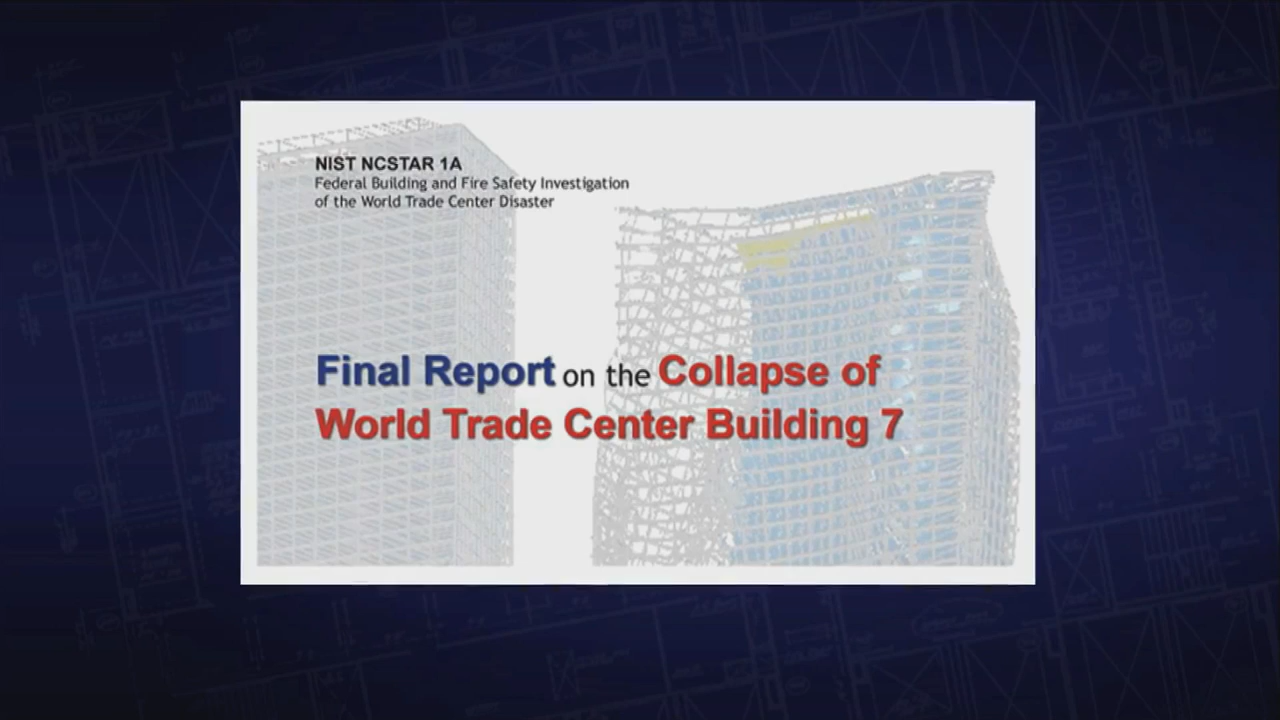 NIST NCSTAR 1A
Federal Building and Fire Safety Investigation
of the World Trade Center Disaster
Final Report on the Collapse of
World Trade Center Building 7